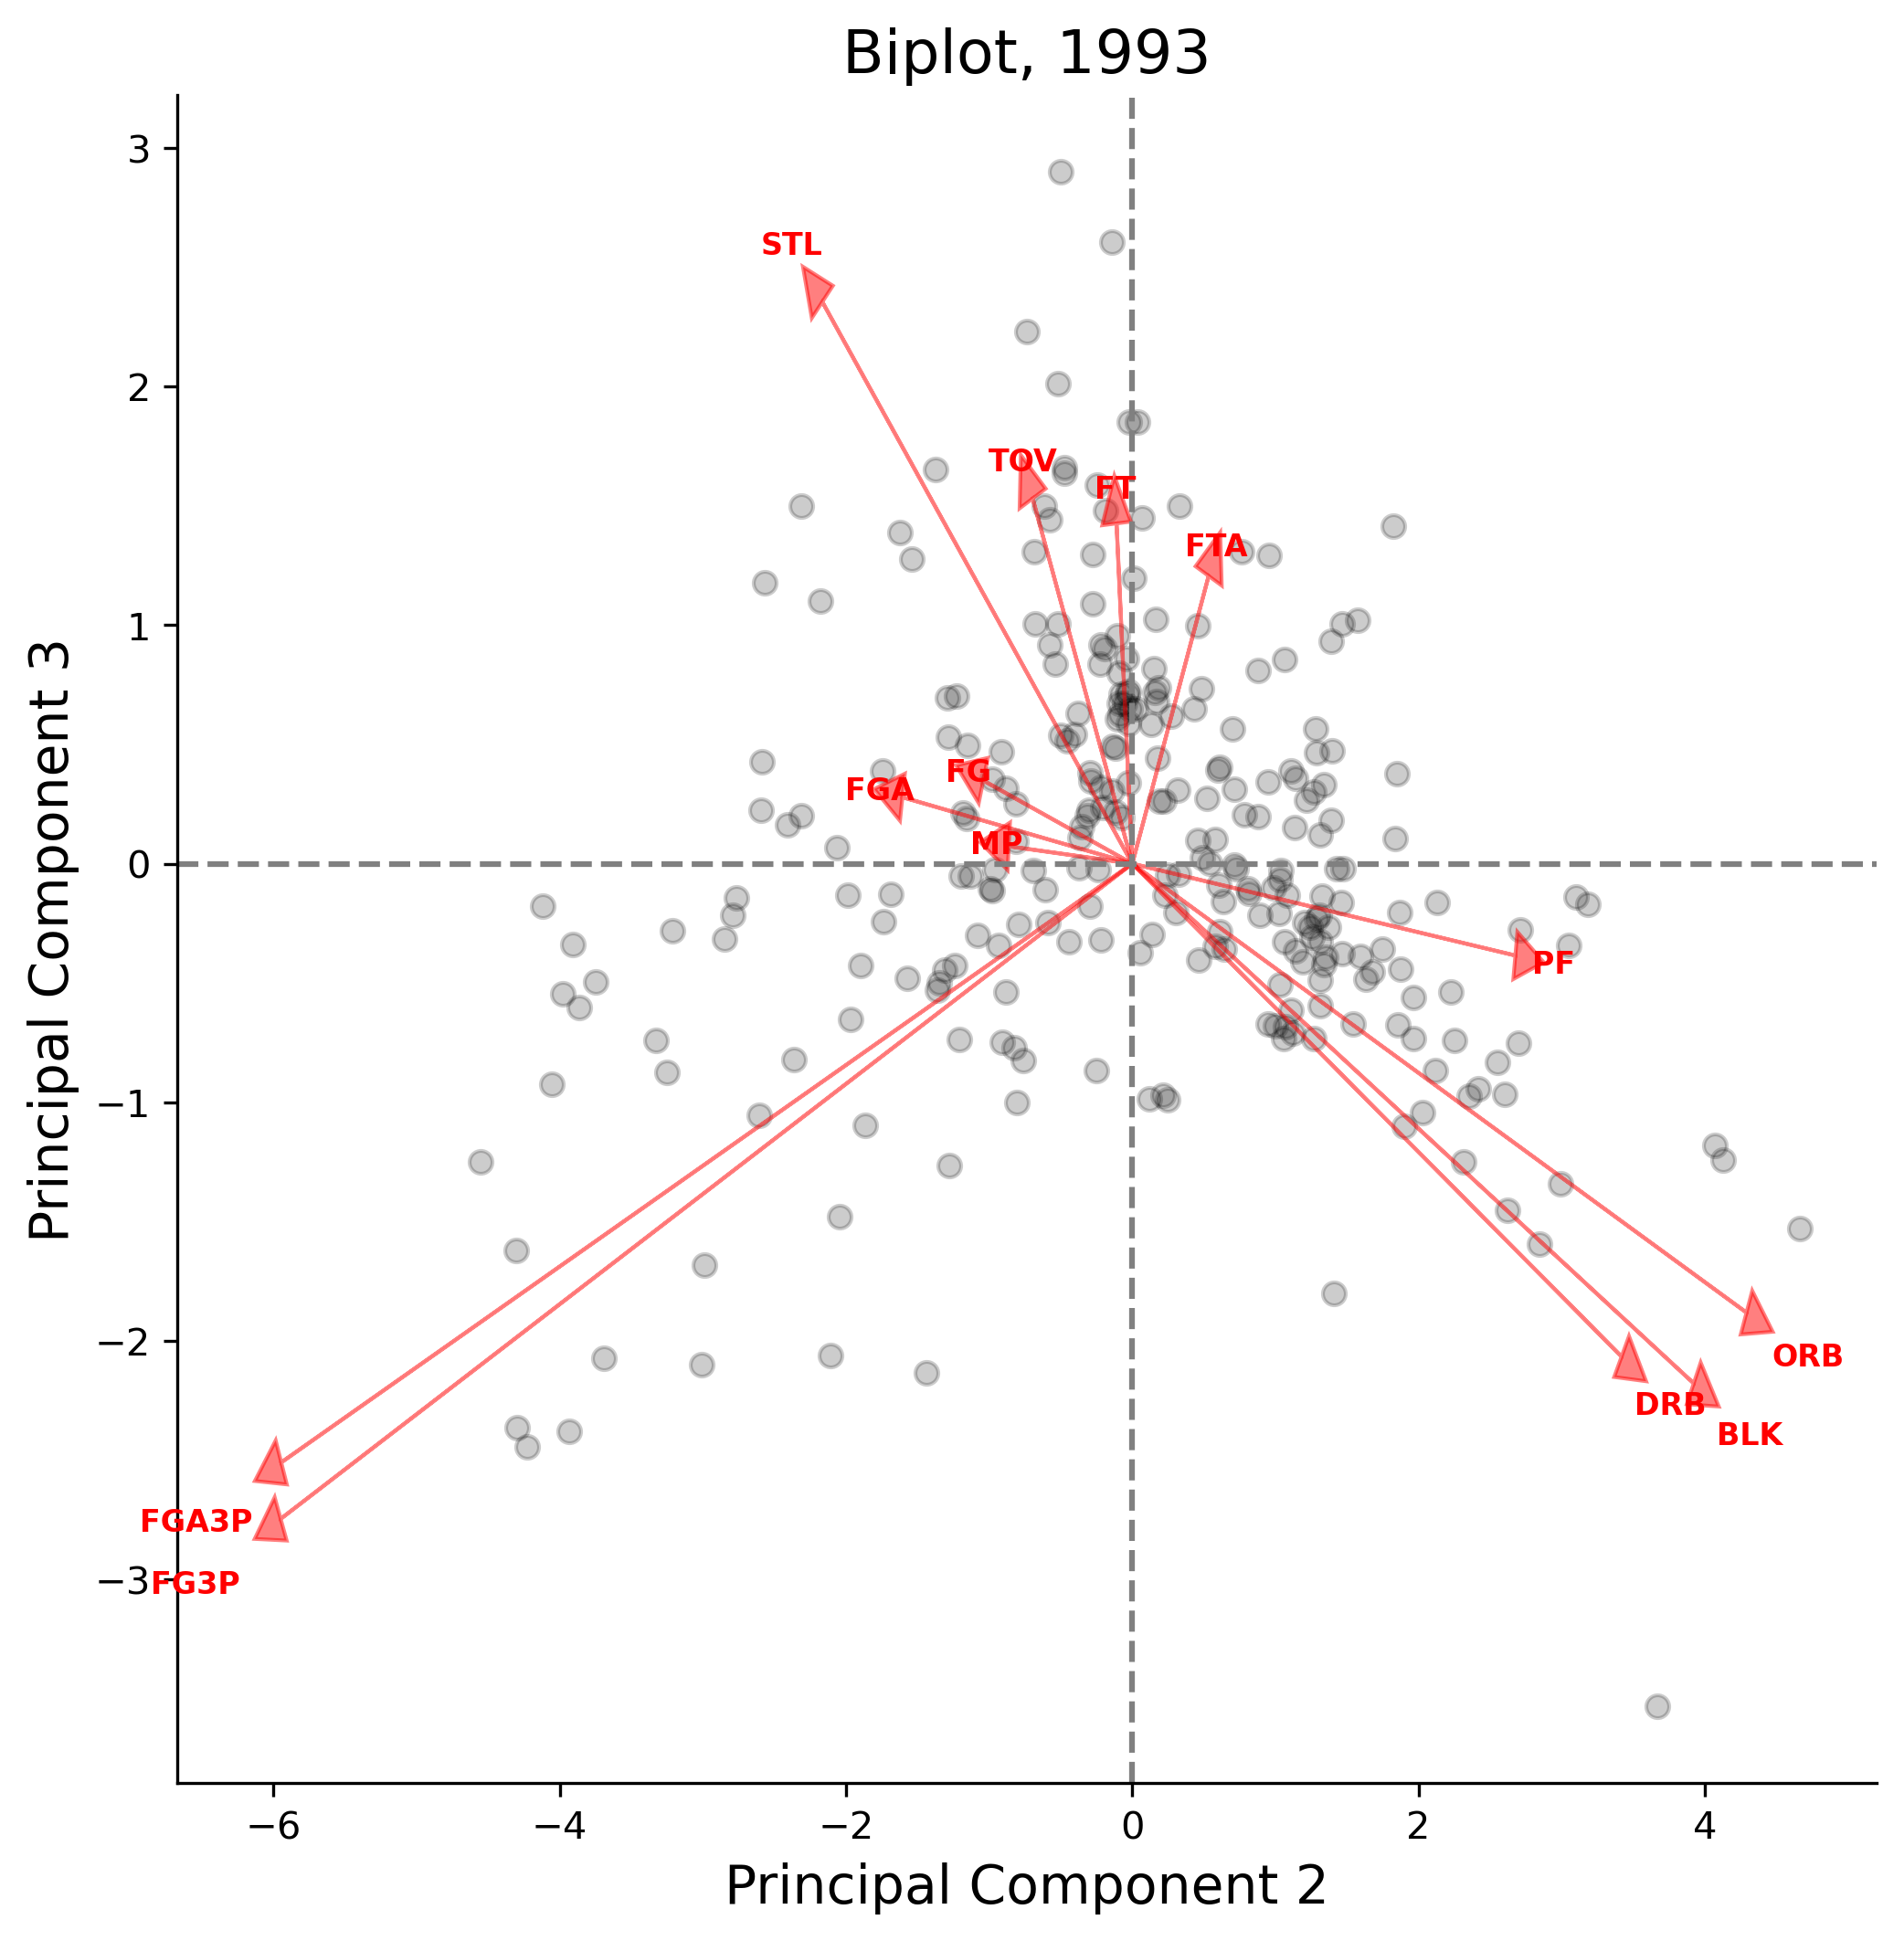 Biplot, 1993
Principal Component 3
3
2
1
0
−1
−2
−3
STL
TOV
FT
FTA
FG
FGA
MP
PF
ORB
DRB
BLK
FGA3P
FG3P
−6
−4
−2
0
2
4
Principal Component 2